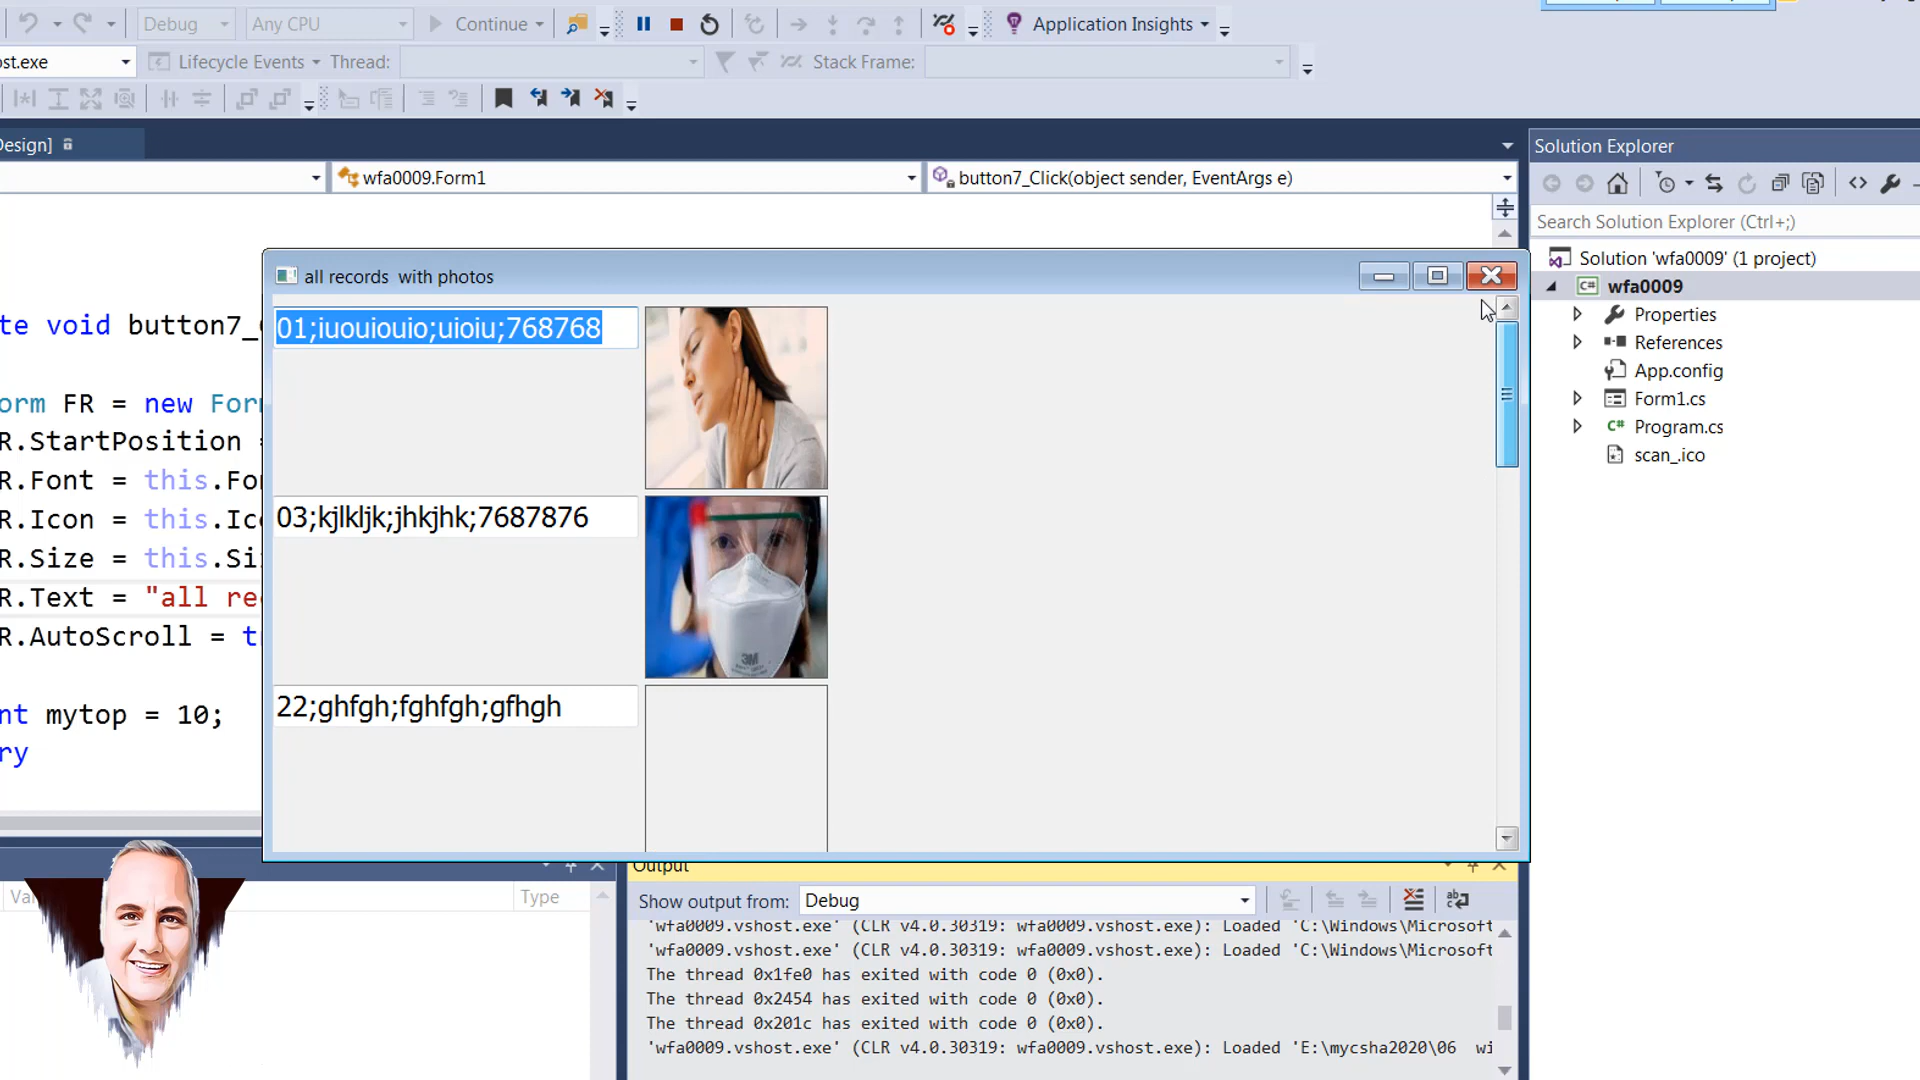 Debug
Any CPU
Continue
Application Insights
ost.exe
Lifecycle Events
Thread:
Stack Frame:
Design]
Solution Explorer
wfa0009.Form1
button7_Click(object sender, EventArgs e)
Search Solution Explorer (Ctrl+;)
Solution 'wfa0009' (1 project)
wfa0009
Properties
References
App.config
Form1.cs
Program.cs
scan_.ico
all records  with photos
01;iuouiouio;uioiu;768768
03;kjlkljk;jhkjhk;7687876
3M
22;ghfgh;fghfgh;gfhgh
te void button7_
orm FR = new For
R.StartPosition =
R.Font = this.Fo
R.Icon = this.Ic
R.Size = this.Si
R.Text = "all re
R.AutoScroll = t
nt mytop = 10;
ry
Va
Type
Output
Show output from:
Debug
'wfa0009.vshost.exe' (CLR v4.0.30319: wfa0009.vshost.exe): Loaded 'C:\Windows\Microsoft
'wfa0009.vshost.exe' (CLR v4.0.30319: wfa0009.vshost.exe): Loaded 'C:\Windows\Microsoft
The thread 0x1fe0 has exited with code 0 (0x0).
The thread 0x2454 has exited with code 0 (0x0).
The thread 0x201c has exited with code 0 (0x0).
'wfa0009.vshost.exe' (CLR v4.0.30319: wfa0009.vshost.exe): Loaded 'E:\mycsha2020\06  wi